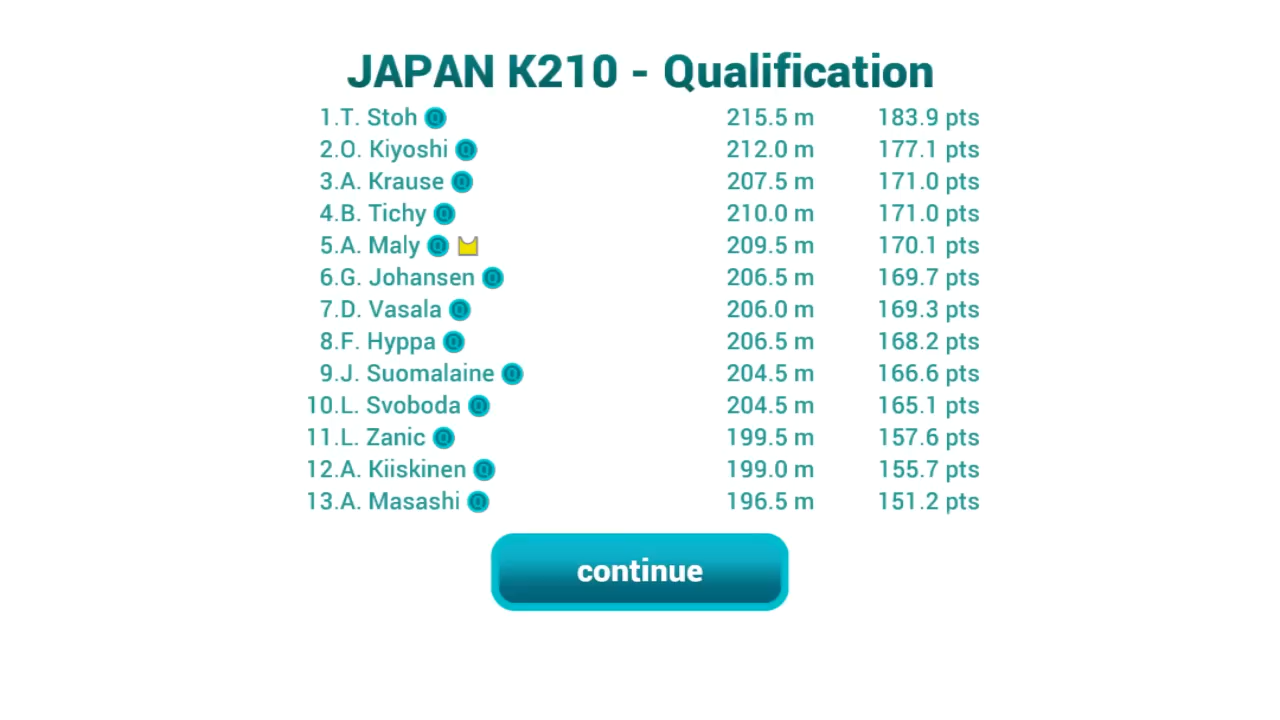 JAPAN K210 - Qualification
1.T. Stoh Q 215.5 m 183.9 pts
2.O. Kiyoshi Q 212.0 m 177.1 pts
3.A. Krause Q 207.5 m 171.0 pts
4.B. Tichy Q 210.0 m 171.0 pts
5.A. Maly Q 209.5 m 170.1 pts
6.G. Johansen Q 206.5 m 169.7 pts
7.D. Vasala Q 206.0 m 169.3 pts
8.F. Hyppa Q 206.5 m 168.2 pts
9.J. Suomalaine Q 204.5 m 166.6 pts
10.L. Svoboda Q 204.5 m 165.1 pts
11.L. Zanic Q 199.5 m 157.6 pts
12.A. Kiiskinen Q 199.0 m 155.7 pts
13.A. Masashi Q 196.5 m 151.2 pts
continue